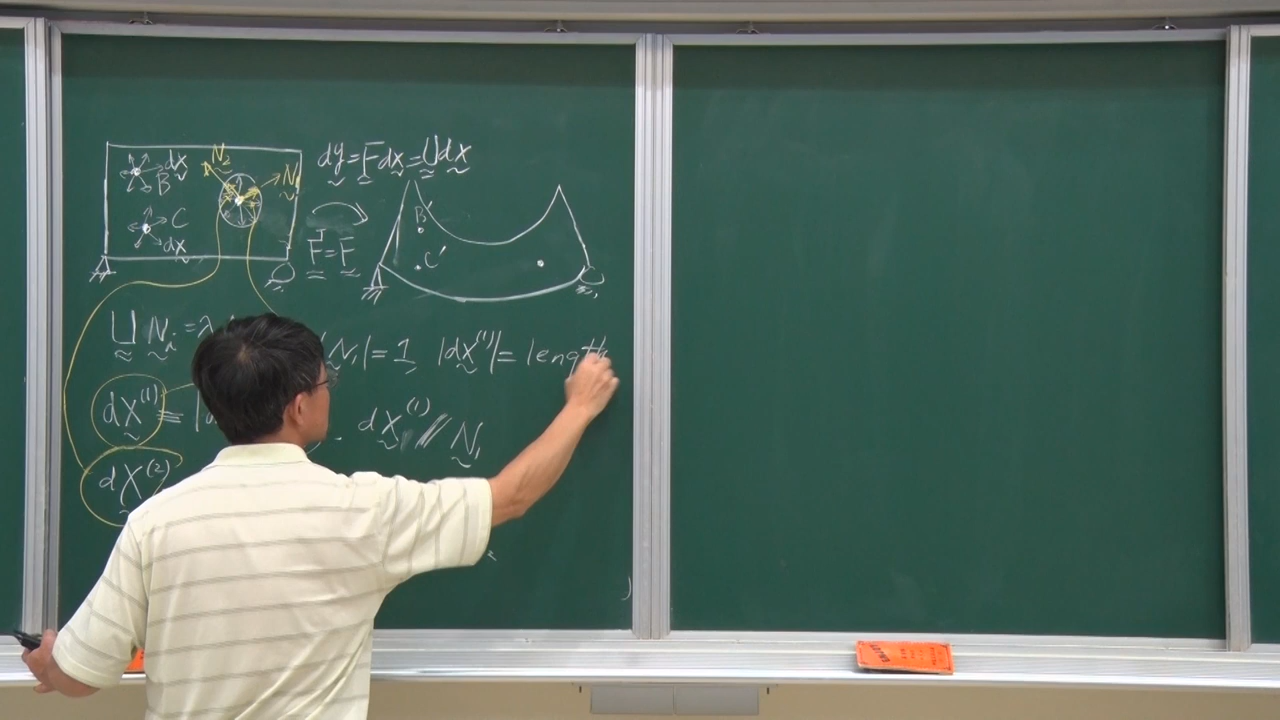 dx B N₂ N₁
dy = F dx = U dx
C dx
F^T = F
B'
C'
U N_i = λ
N₁| = 1, |dX^(1)| = length
dX^(1) = |d
dX^(1) // N₁
dX^(2)